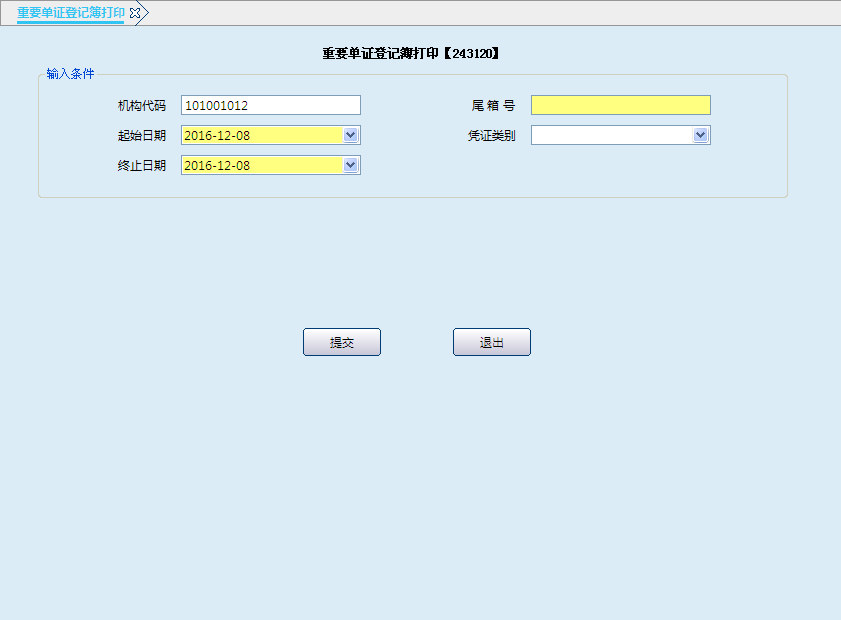 重要单证登记簿打印
重要单证登记簿打印【243120】
输入条件
机构代码 101001012 尾 箱 号
起始日期 2016-12-08 凭证类别
终止日期 2016-12-08
提交 退出